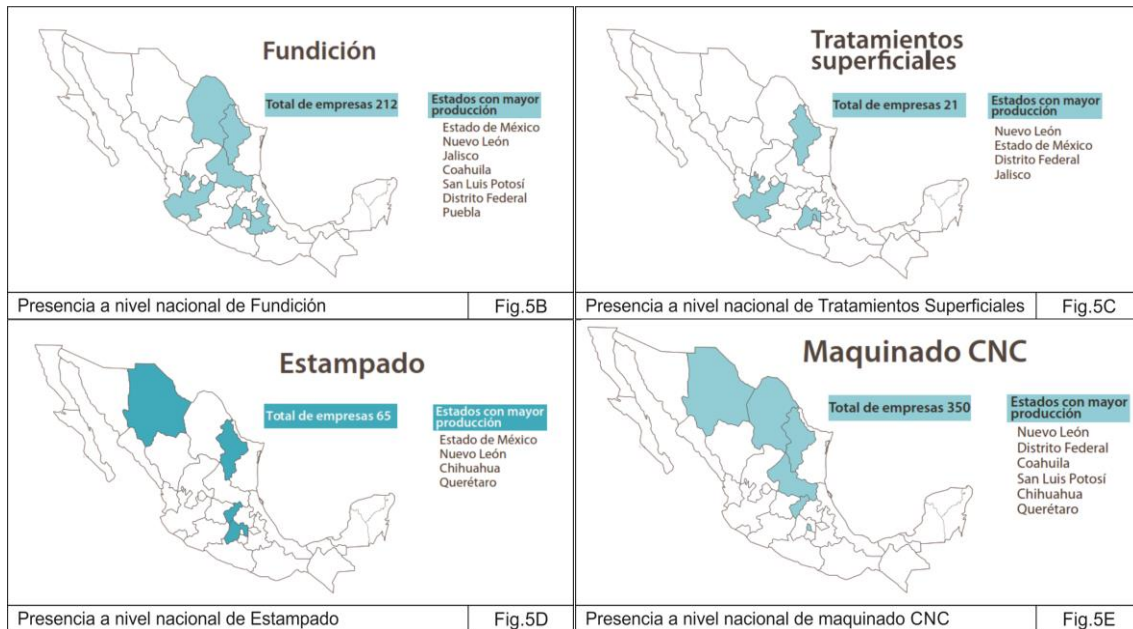 Fundición
Total de empresas 212
Estados con mayor
producción
Estado de México
Nuevo León
Jalisco
Coahuila
San Luis Potosí
Distrito Federal
Puebla
Presencia a nivel nacional de Fundición
Fig.5B
Tratamientos
superficiales
Total de empresas 21
Estados con mayor
producción
Nuevo León
Estado de México
Distrito Federal
Jalisco
Presencia a nivel nacional de Tratamientos Superficiales
Fig.5C
Estampado
Total de empresas 65
Estados con mayor
producción
Estado de México
Nuevo León
Chihuahua
Querétaro
Presencia a nivel nacional de Estampado
Fig.5D
Maquinado CNC
Total de empresas 350
Estados con mayor
producción
Nuevo León
Distrito Federal
Coahuila
San Luis Potosí
Chihuahua
Querétaro
Presencia a nivel nacional de maquinado CNC
Fig.5E